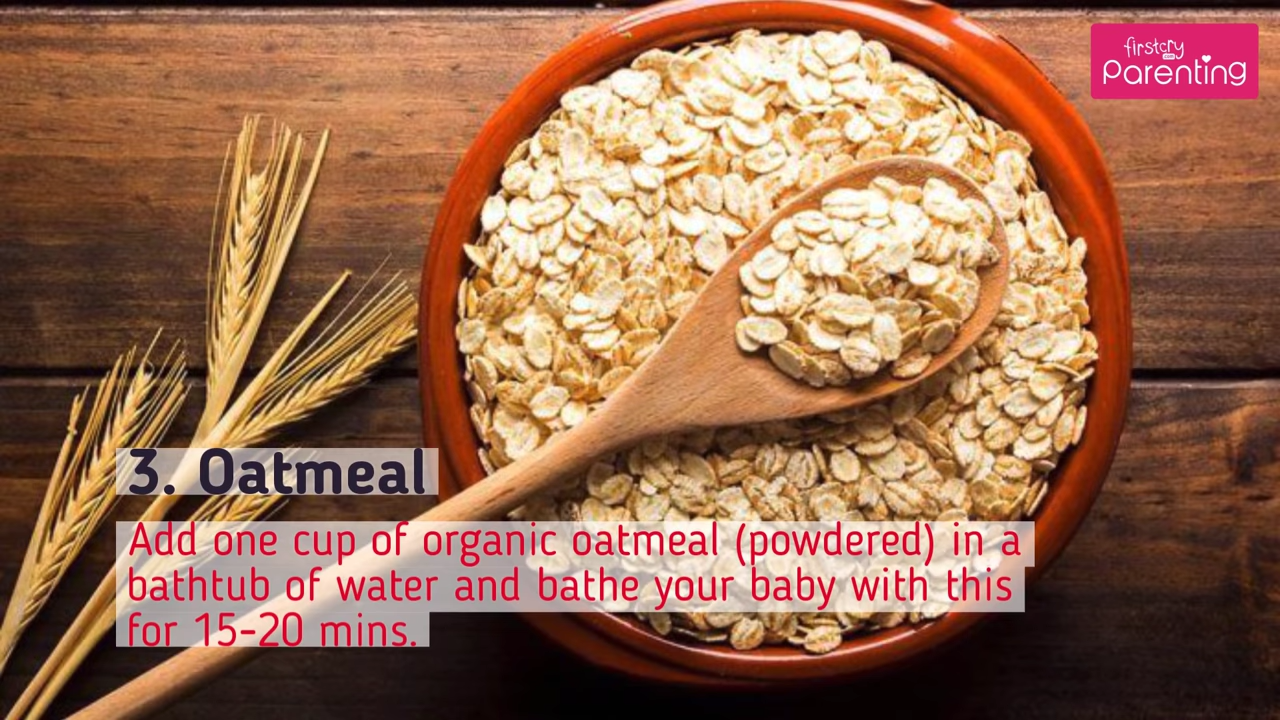 firstcry
.com
Parenting
3. Oatmeal
Add one cup of organic oatmeal (powdered) in a
bathtub of water and bathe your baby with this
for 15-20 mins.